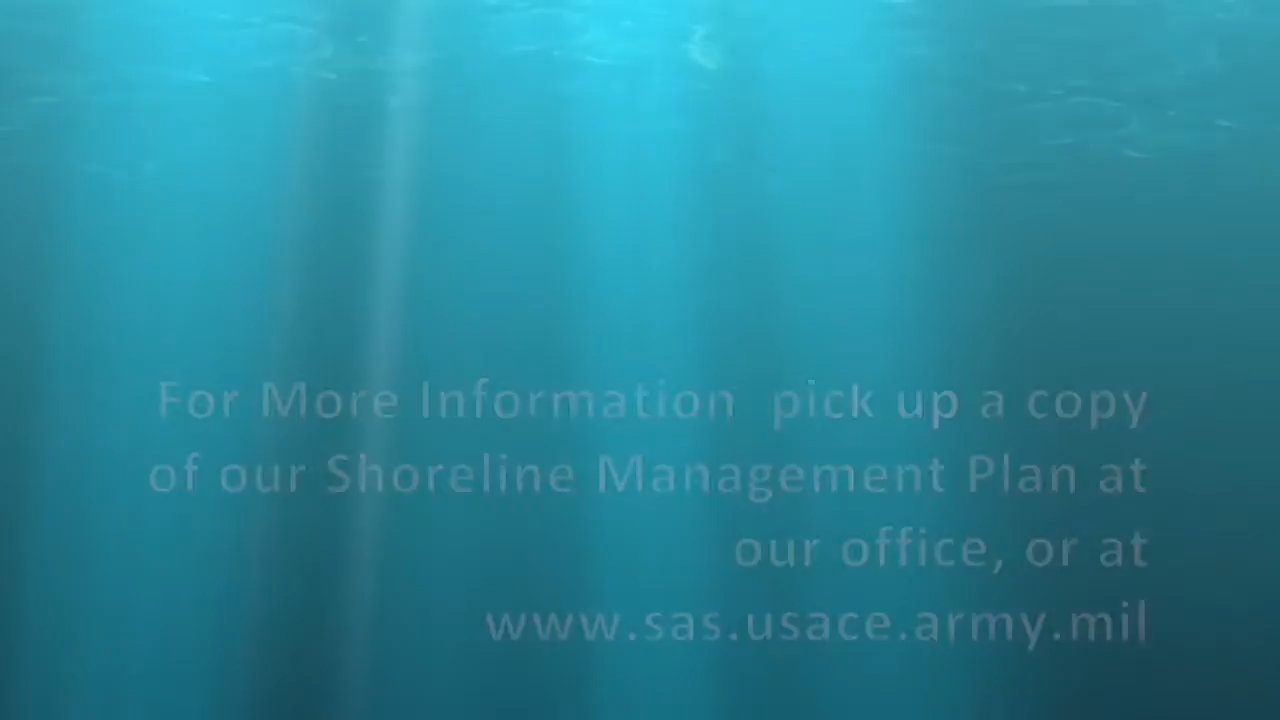 For More Information  pick up a copy
of our Shoreline Management Plan at
our office, or at
www.sas.usace.army.mil